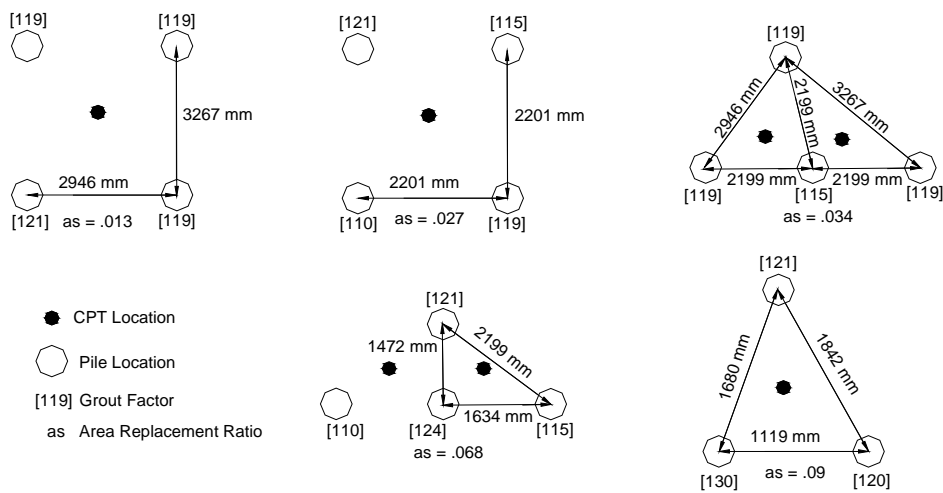 [119]
[119]
3267 mm
2946 mm
[121]
as = .013
[119]
[121]
[115]
2201 mm
2201 mm
[110]
as = .027
[119]
[119]
2946 mm
2199 mm
3267 mm
2199 mm
2199 mm
[119]
[115]
[119]
as = .034
CPT Location
Pile Location
[119] Grout Factor
as Area Replacement Ratio
[121]
1472 mm
2199 mm
1634 mm
[110]
[124]
[115]
as = .068
[121]
1680 mm
1842 mm
1119 mm
[130]
as = .09
[120]